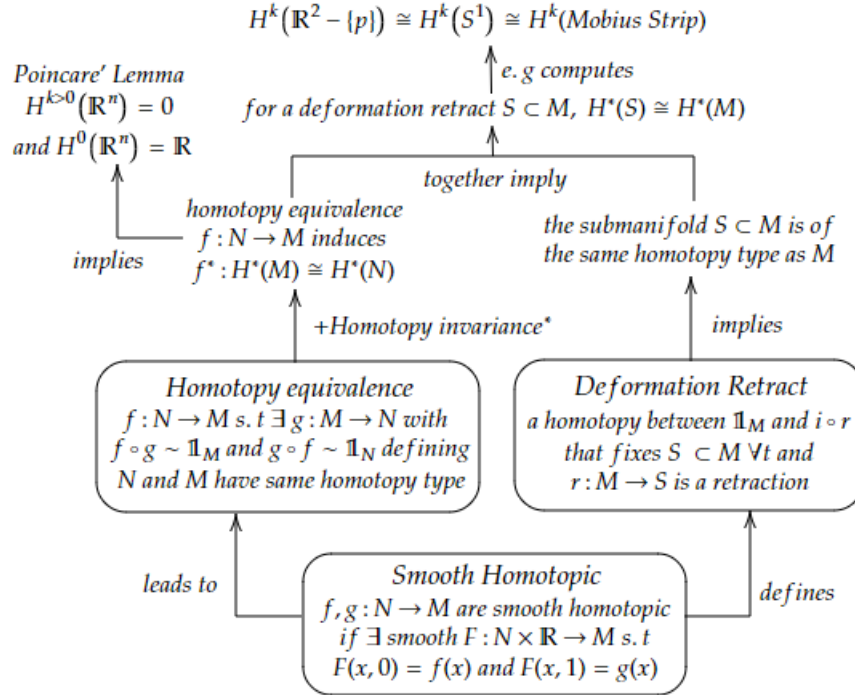 H^k(ℝ^2 − {p}) ≅ H^k(S^1) ≅ H^k(Mobius Strip)
e.g computes
for a deformation retract S ⊂ M, H*(S) ≅ H*(M)
Poincare' Lemma
H^{k>0}(ℝ^n) = 0
and H^0(ℝ^n) = ℝ
together imply
homotopy equivalence
f : N → M induces
f* : H*(M) ≅ H*(N)
implies
the submanifold S ⊂ M is of
the same homotopy type as M
+Homotopy invariance*
implies
Homotopy equivalence
f : N → M s.t ∃ g : M → N with
f ∘ g ~ 𝟙_M and g ∘ f ~ 𝟙_N defining
N and M have same homotopy type
Deformation Retract
a homotopy between 𝟙_M and i ∘ r
that fixes S ⊂ M ∀t and
r : M → S is a retraction
leads to
defines
Smooth Homotopic
f, g : N → M are smooth homotopic
if ∃ smooth F : N × ℝ → M s.t
F(x, 0) = f(x) and F(x, 1) = g(x)